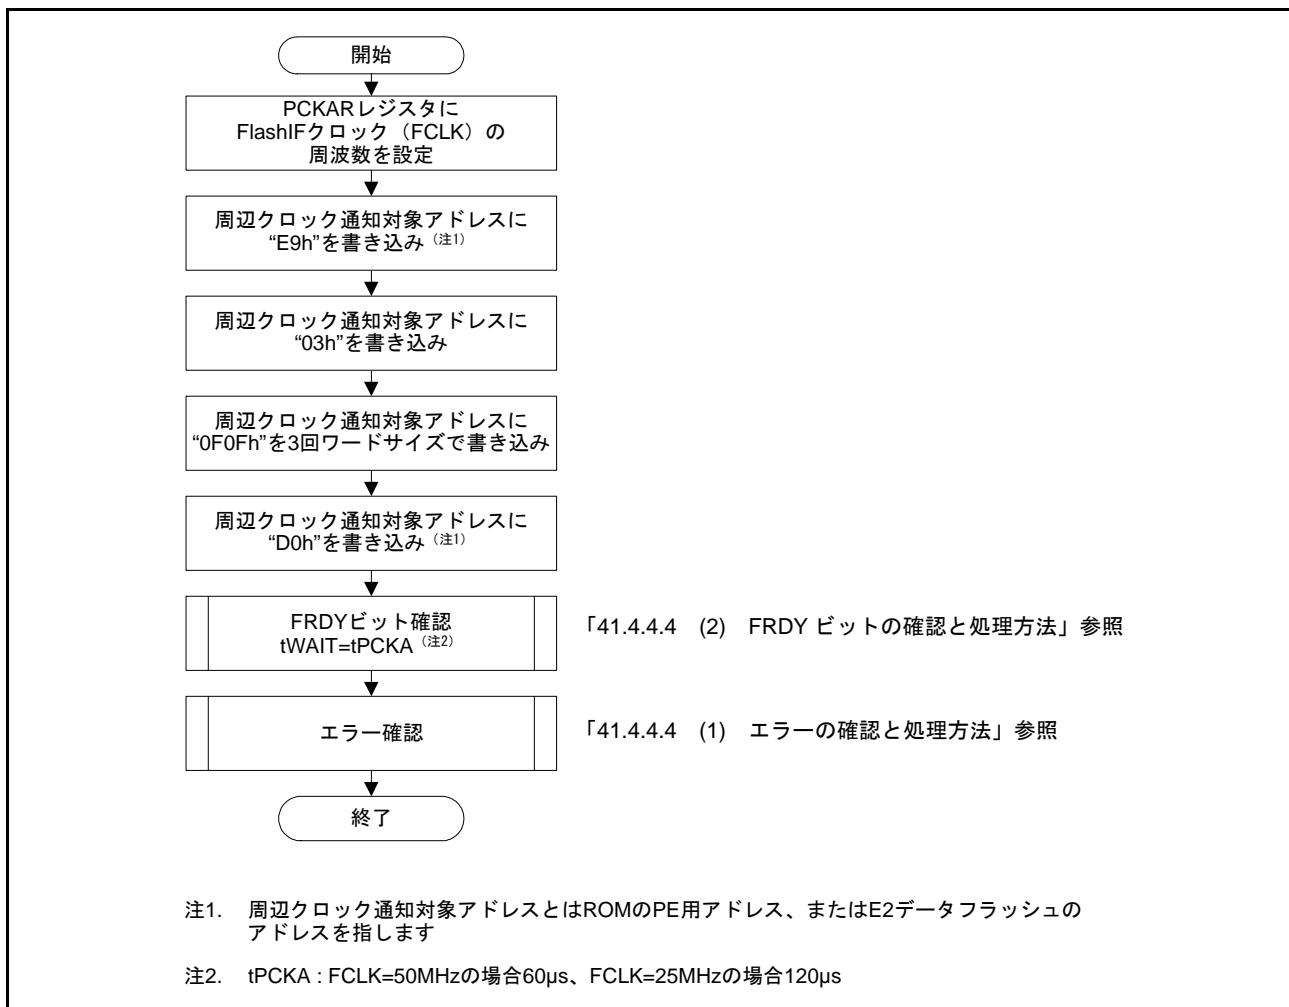 開始
PCKARレジスタに
FlashIFクロック（FCLK）の
周波数を設定
周辺クロック通知対象アドレスに
“E9h”を書き込み（注1）
周辺クロック通知対象アドレスに
“03h”を書き込み
周辺クロック通知対象アドレスに
“0F0Fh”を3回ワードサイズで書き込み
周辺クロック通知対象アドレスに
“D0h”を書き込み（注1）
FRDYビット確認
tWAIT=tPCKA（注2）
「41.4.4.4 (2) FRDY ビットの確認と処理方法」参照
エラー確認
「41.4.4.4 (1) エラーの確認と処理方法」参照
終了
注1. 周辺クロック通知対象アドレスとはROMのPE用アドレス、またはE2データフラッシュの
アドレスを指します
注2. tPCKA : FCLK=50MHzの場合60μs、FCLK=25MHzの場合120μs